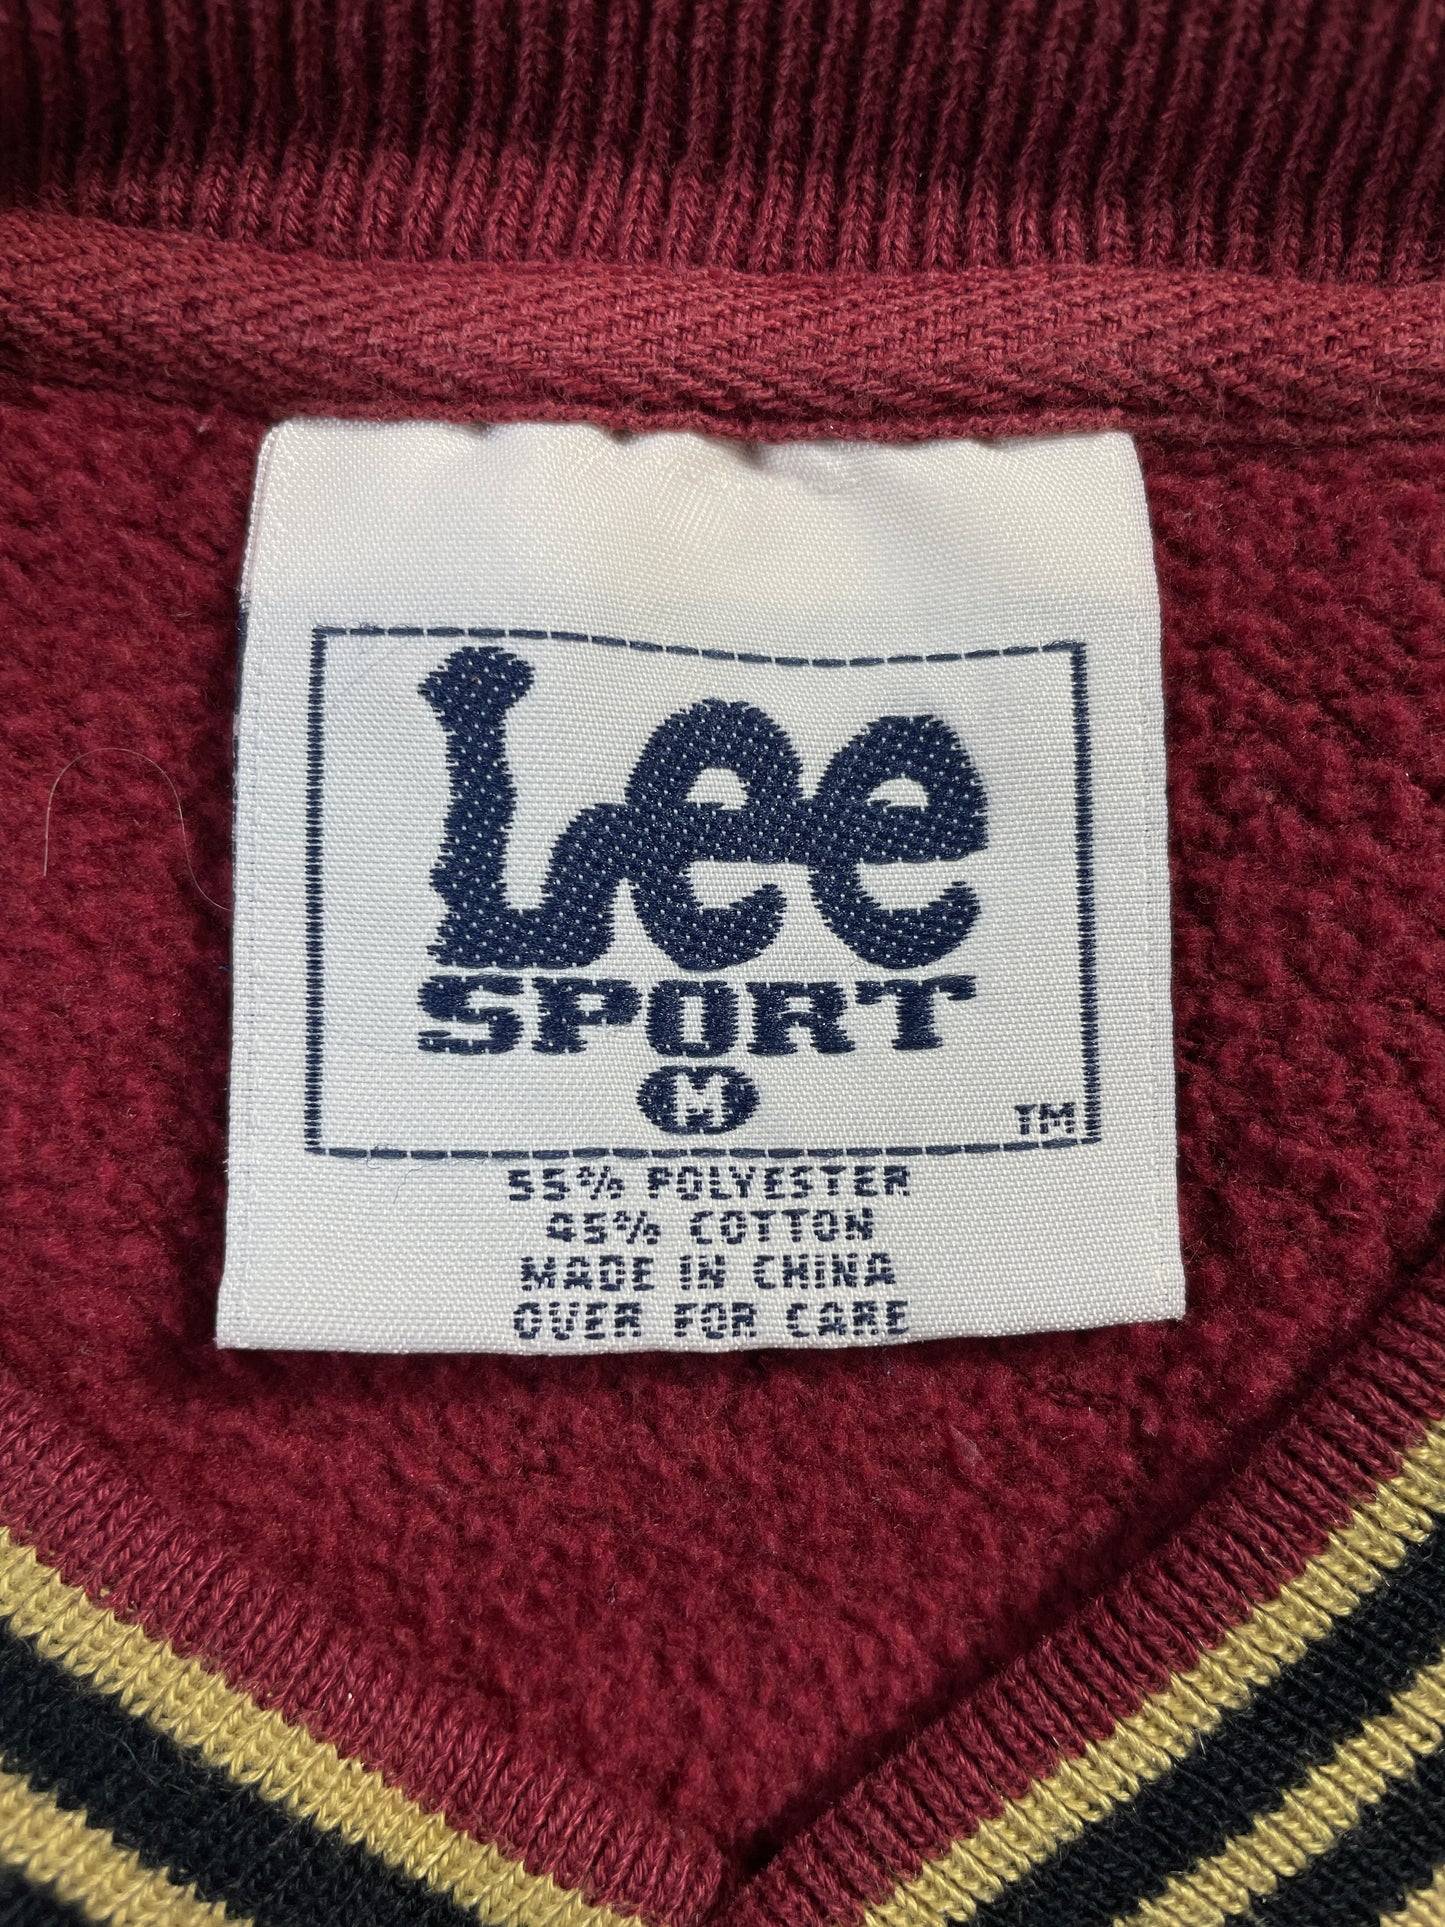 Lee
SPORT
M
TM
55% POLYESTER
45% COTTON
MADE IN CHINA
OVER FOR CARE